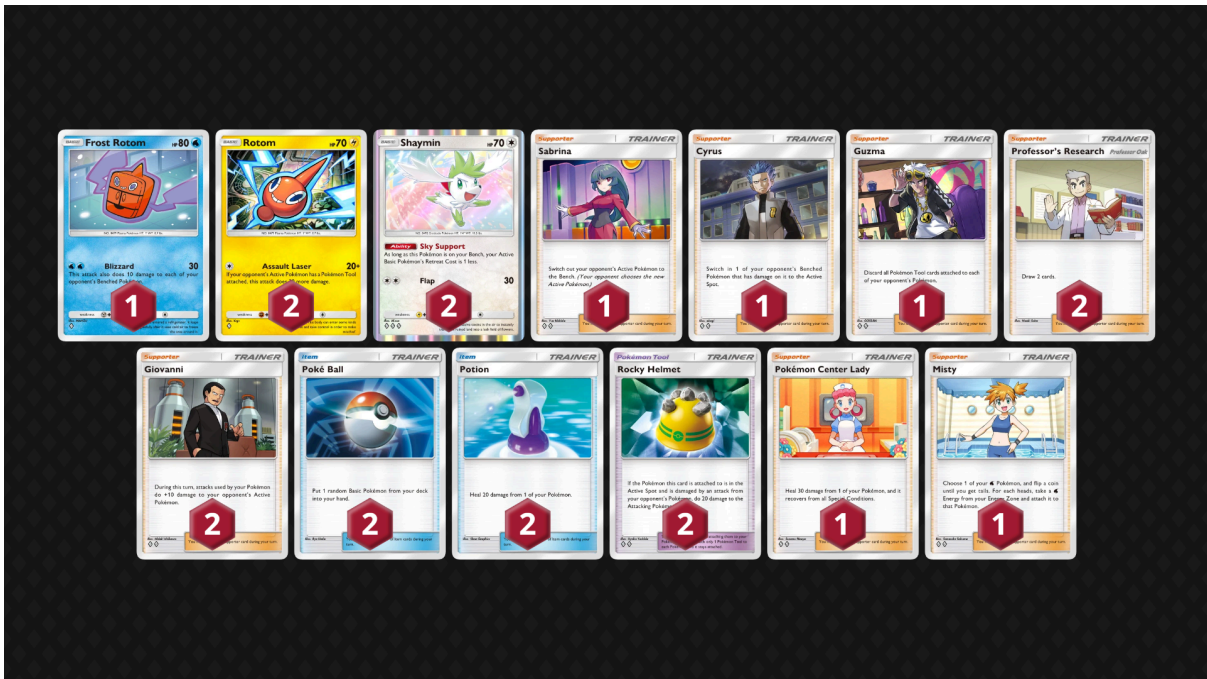 BASIC Frost Rotom HP 80
Blizzard 30
This attack also does 10 damage to each of your
opponent's Benched Pokémon.
weakness
1
BASIC Rotom HP 70
Assault Laser 20+
If your opponent's Active Pokémon has a Pokémon Tool
attached, this attack does more damage.
weakness
2
BASIC Shaymin HP 70
Ability Sky Support
As long as this Pokémon is on your Bench, your Active
Basic Pokémon's Retreat Cost is 1 less.
Flap 30
weakness
2
Supporter TRAINER
Sabrina
Switch out your opponent's Active Pokémon to
the Bench. (Your opponent chooses the new
Active Pokémon.)
1
Supporter TRAINER
Cyrus
Switch in 1 of your opponent's Benched
Pokémon that has damage on it to the Active
Spot.
1
Supporter TRAINER
Guzma
Discard all Pokémon Tool cards attached to each
of your opponent's Pokémon.
1
Supporter TRAINER
Professor's Research Professor Oak
Draw 2 cards.
2
Supporter TRAINER
Giovanni
During this turn, attacks used by your Pokémon
do +10 damage to your opponent's Active
Pokémon.
2
Item TRAINER
Poké Ball
Put 1 random Basic Pokémon from your deck
into your hand.
2
Item TRAINER
Potion
Heal 20 damage from 1 of your Pokémon.
2
Pokémon Tool TRAINER
Rocky Helmet
If the Pokémon this card is attached to is in the
Active Spot and is damaged by an attack from
your opponent's Pokémon, do 20 damage to the
Attacking Pokémon.
2
Supporter TRAINER
Pokémon Center Lady
Heal 30 damage from 1 of your Pokémon, and it
recovers from all Special Conditions.
1
Supporter TRAINER
Misty
Choose 1 of your Pokémon, and flip a coin
until you get tails. For each heads, take a
Energy from your Energy Zone and attach it to
that Pokémon.
1